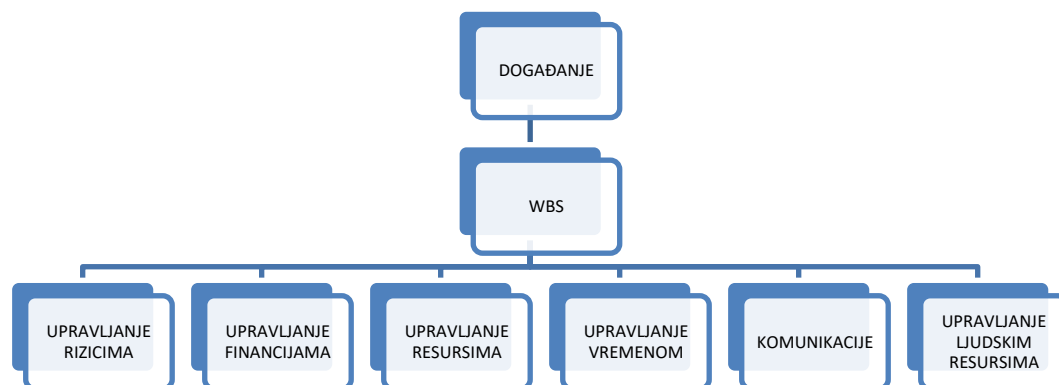 DOGAĐANJE
WBS
UPRAVLJANJE
RIZICIMA
UPRAVLJANJE
FINANCIJAMA
UPRAVLJANJE
RESURSIMA
UPRAVLJANJE
VREMENOM
KOMUNIKACIJE
UPRAVLJANJE
LJUDSKIM
RESURSIMA